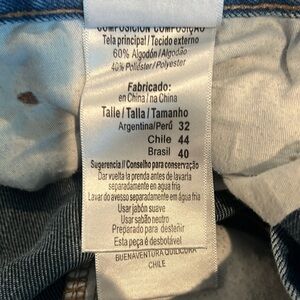 COMPOSICIÓN COMPOSIÇÃO
Tela principal / Tecido externo
60% Algodón / Algodão
40% Poliéster / Polyester
Fabricado:
en China / na China
Talle / Talla / Tamanho
Argentina/Perú 32
Chile 44
Brasil 40
Sugerencia // Conselho para conservação
Dar vuelta la prenda antes de lavarla
separadamente en agua fria
Lavar do avesso separadamente em água fria
Usar jabón suave
Usar sabão neutro
Preparado para desteñir
Esta peça é desbotável
BUENAVENTURA QUILICURA
CHILE